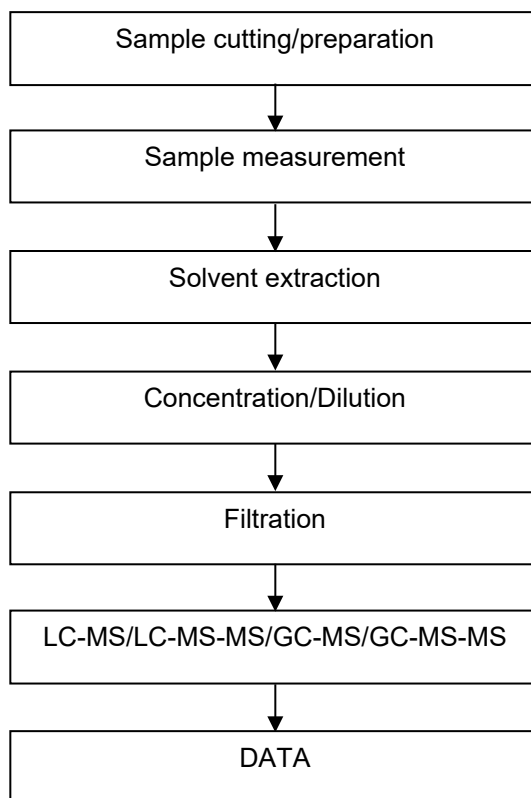 Sample cutting/preparation
Sample measurement
Solvent extraction
Concentration/Dilution
Filtration
LC-MS/LC-MS-MS/GC-MS/GC-MS-MS
DATA